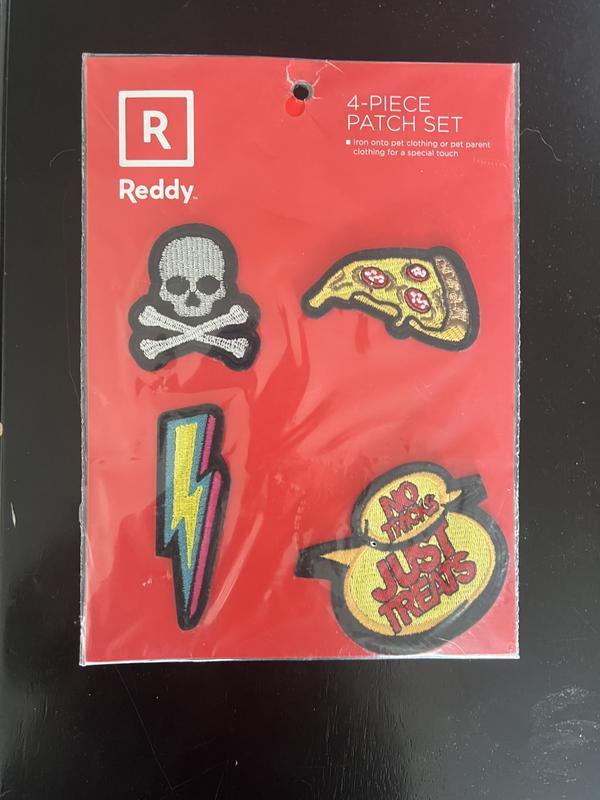 R
Reddy™
4-PIECE
PATCH SET
▪ Iron onto pet clothing or pet parent
clothing for a special touch
NO
TRICKS
JUST
TREATS